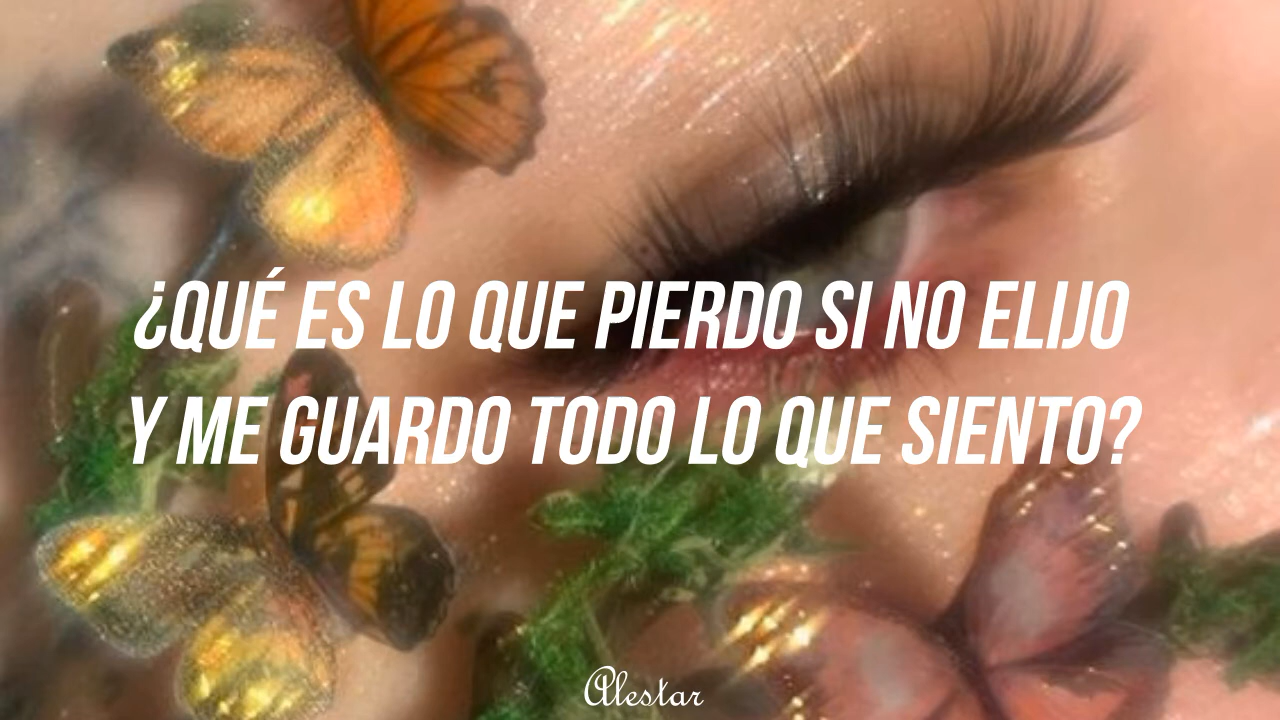 ¿QUÉ ES LO QUE PIERDO SI NO ELIJO
Y ME GUARDO TODO LO QUE SIENTO?
Alestar